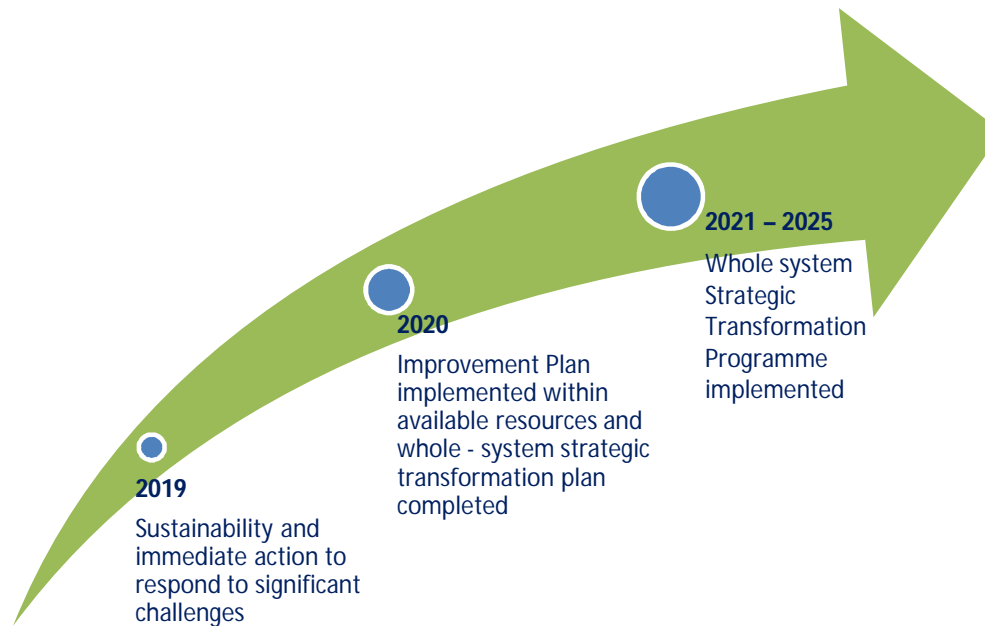 2019
Sustainability and
immediate action to
respond to significant
challenges
2020
Improvement Plan
implemented within
available resources and
whole - system strategic
transformation plan
completed
2021 – 2025
Whole system
Strategic
Transformation
Programme
implemented